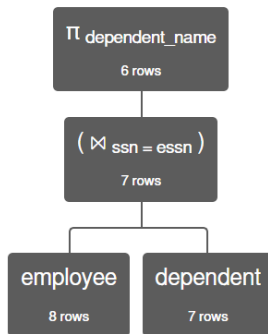 π dependent_name
6 rows
( ⋈ ssn = essn )
7 rows
employee
8 rows
dependent
7 rows